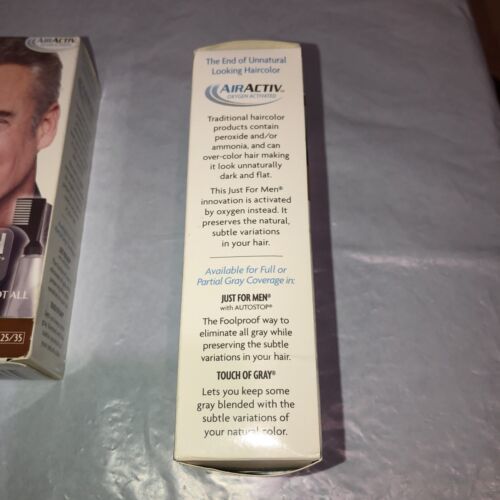 AIRACTIV
OT ALL
25/35
The End of Unnatural
Looking Haircolor
AIRACTIV™
OXYGEN ACTIVATED
Traditional haircolor
products contain
peroxide and/or
ammonia, and can
over-color hair making
it look unnaturally
dark and flat.
This Just For Men®
innovation is activated
by oxygen instead. It
preserves the natural,
subtle variations
in your hair.
Available for Full or
Partial Gray Coverage in:
JUST FOR MEN®
with AUTOSTOP®
The Foolproof way to
eliminate all gray while
preserving the subtle
variations in your hair.
TOUCH OF GRAY®
Lets you keep some
gray blended with the
subtle variations of
your natural color.